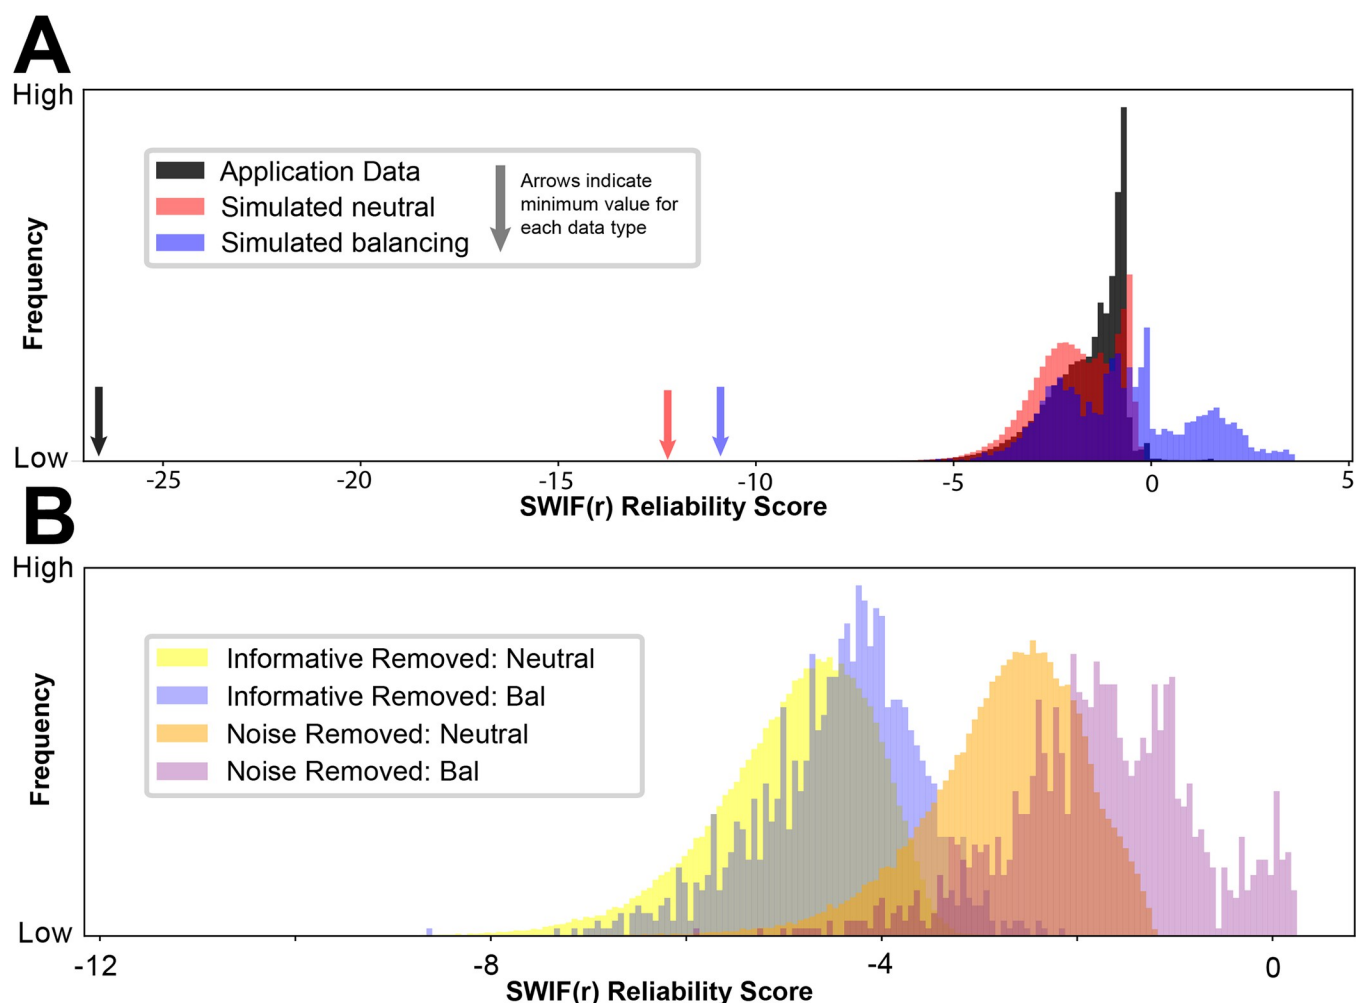 A
High
Application Data
Simulated neutral
Simulated balancing
Arrows indicate
minimum value for
each data type
Frequency
Low
-25 -20 -15 -10 -5 0 5
SWIF(r) Reliability Score
B
High
Informative Removed: Neutral
Informative Removed: Bal
Noise Removed: Neutral
Noise Removed: Bal
Frequency
Low
-12 -8 -4 0
SWIF(r) Reliability Score